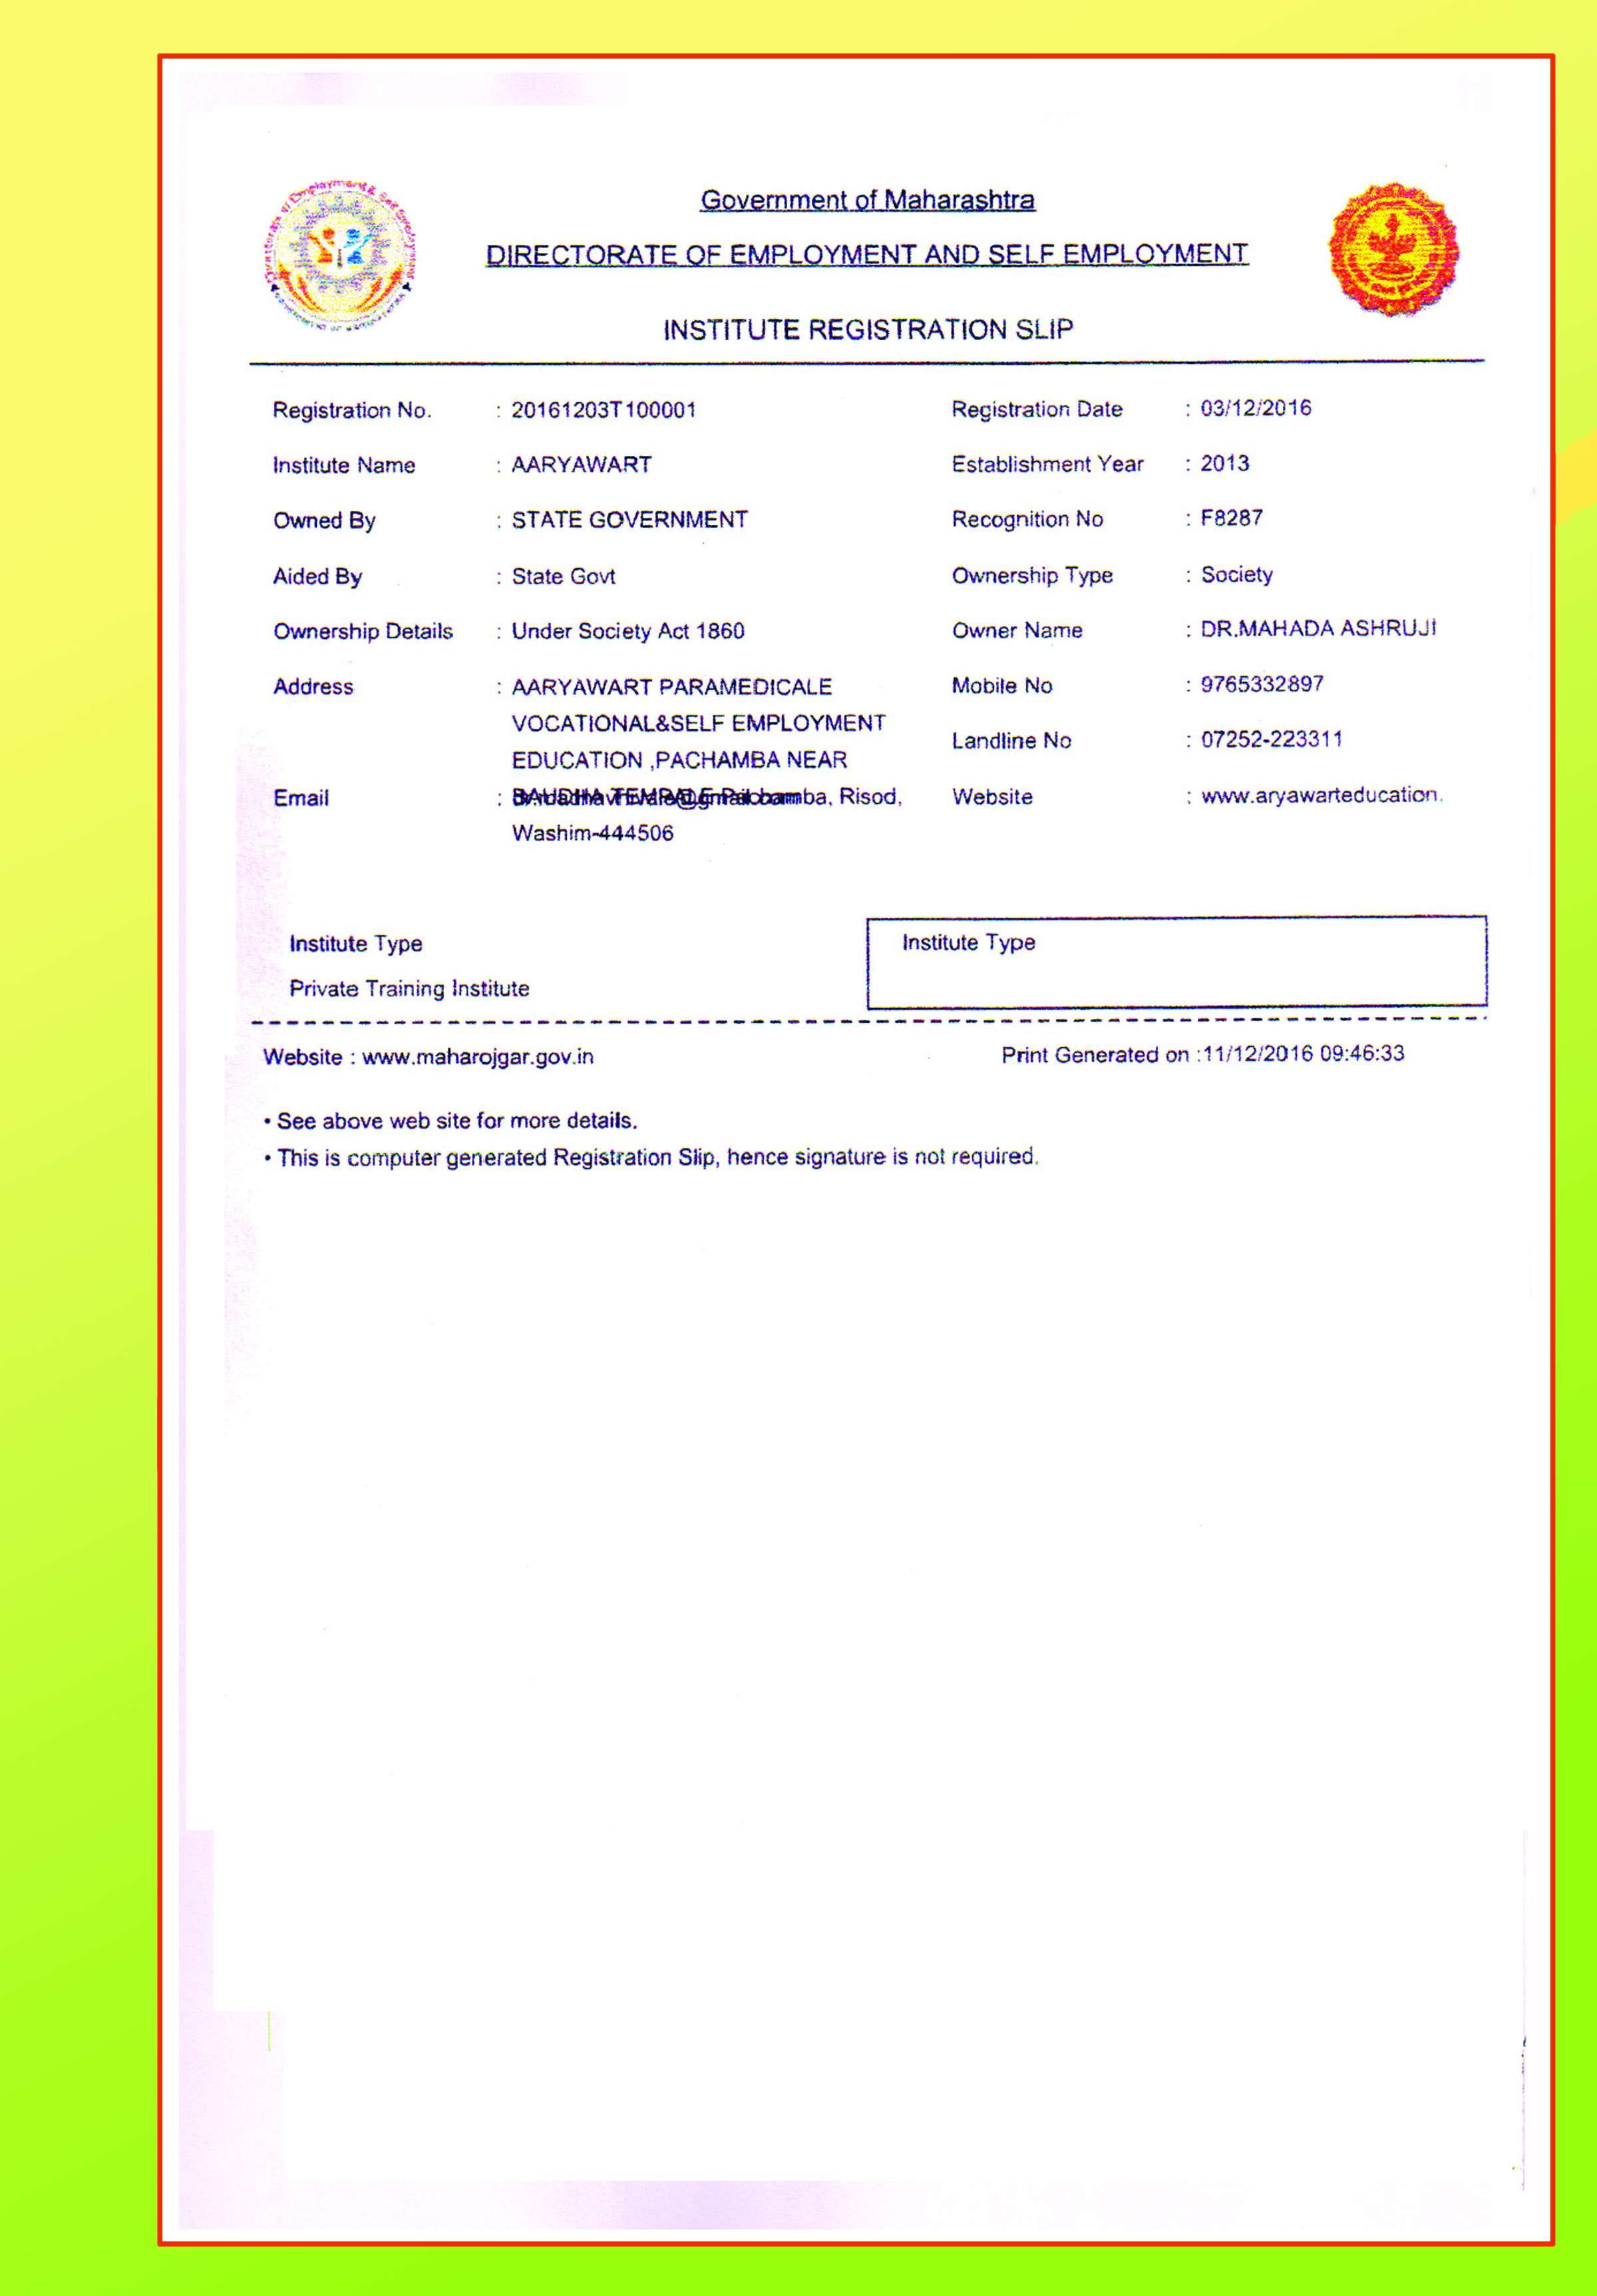 Government of Maharashtra
DIRECTORATE OF EMPLOYMENT AND SELF EMPLOYMENT
INSTITUTE REGISTRATION SLIP
Registration No. : 20161203T100001 Registration Date : 03/12/2016
Institute Name : AARYAWART Establishment Year : 2013
Owned By : STATE GOVERNMENT Recognition No : F8287
Aided By : State Govt Ownership Type : Society
Ownership Details : Under Society Act 1860 Owner Name : DR.MAHADA ASHRUJI
Address : AARYAWART PARAMEDICALE Mobile No : 9765332897
VOCATIONAL&SELF EMPLOYMENT
EDUCATION ,PACHAMBA NEAR Landline No : 07252-223311
Email : Risod, Website : www.aryawarteducation.
Washim-444506
Institute Type Institute Type
Private Training Institute
Website : www.maharojgar.gov.in Print Generated on :11/12/2016 09:46:33
• See above web site for more details.
• This is computer generated Registration Slip, hence signature is not required.